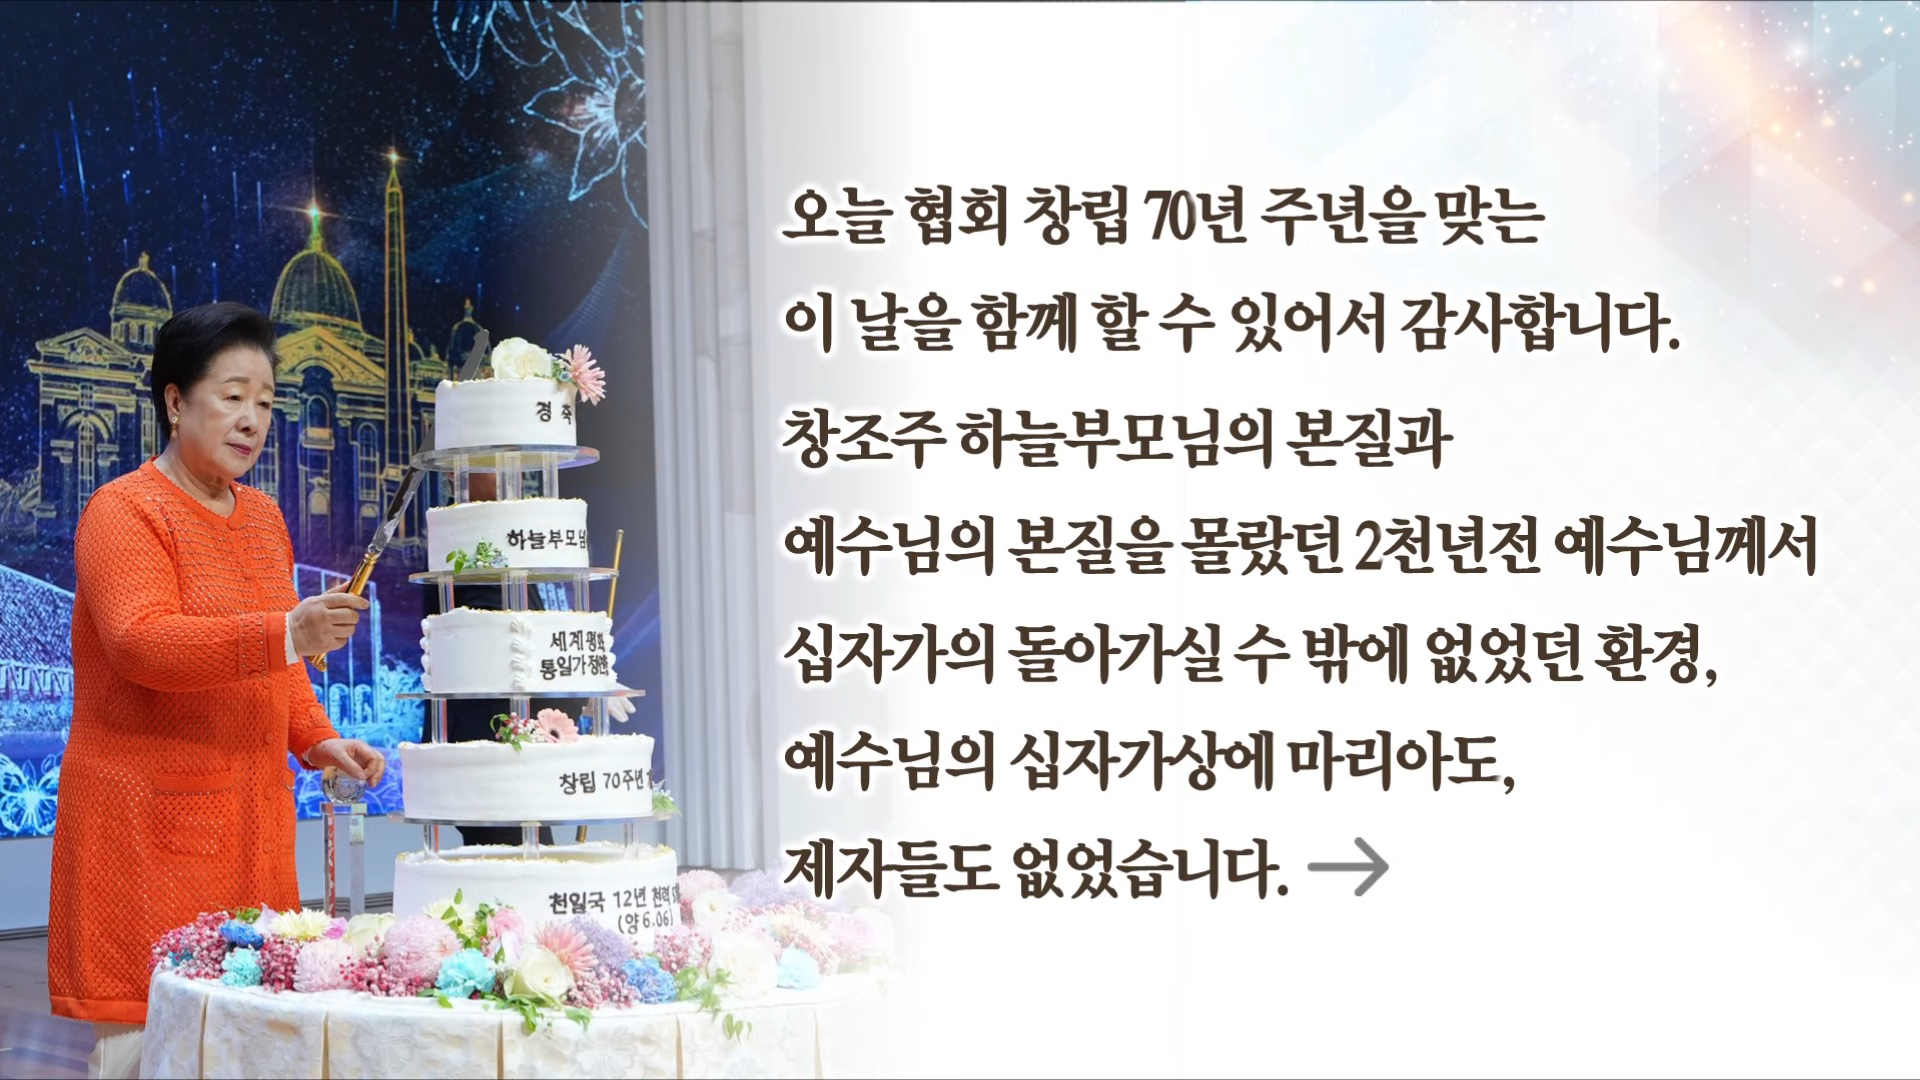 오늘 협회 창립 70년 주년을 맞는
이 날을 함께 할 수 있어서 감사합니다.
창조주 하늘부모님의 본질과
예수님의 본질을 몰랐던 2천년전 예수님께서
십자가의 돌아가실 수 밖에 없었던 환경,
예수님의 십자가상에 마리아도,
제자들도 없었습니다. →
경 축
하늘부모님
세계평화
통일가정연합
창립 70주년
천일국 12년 천력
(양 6.06)